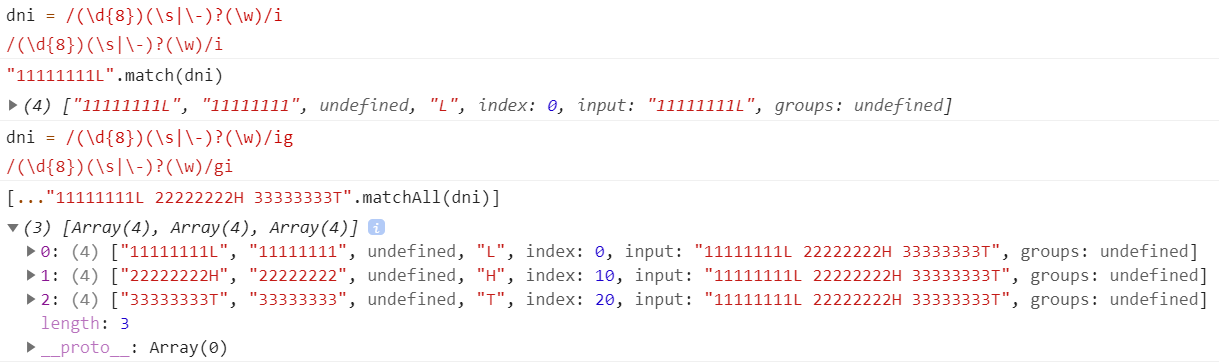 dni = /(\d{8})(\s|\-)?(\w)/i
/(\d{8})(\s|\-)?(\w)/i
"11111111L".match(dni)
(4) ["11111111L", "11111111", undefined, "L", index: 0, input: "11111111L", groups: undefined]
dni = /(\d{8})(\s|\-)?(\w)/ig
/(\d{8})(\s|\-)?(\w)/gi
[..."11111111L 22222222H 33333333T".matchAll(dni)]
(3) [Array(4), Array(4), Array(4)] i
0: (4) ["11111111L", "11111111", undefined, "L", index: 0, input: "11111111L 22222222H 33333333T", groups: undefined]
1: (4) ["22222222H", "22222222", undefined, "H", index: 10, input: "11111111L 22222222H 33333333T", groups: undefined]
2: (4) ["33333333T", "33333333", undefined, "T", index: 20, input: "11111111L 22222222H 33333333T", groups: undefined]
length: 3
__proto__: Array(0)